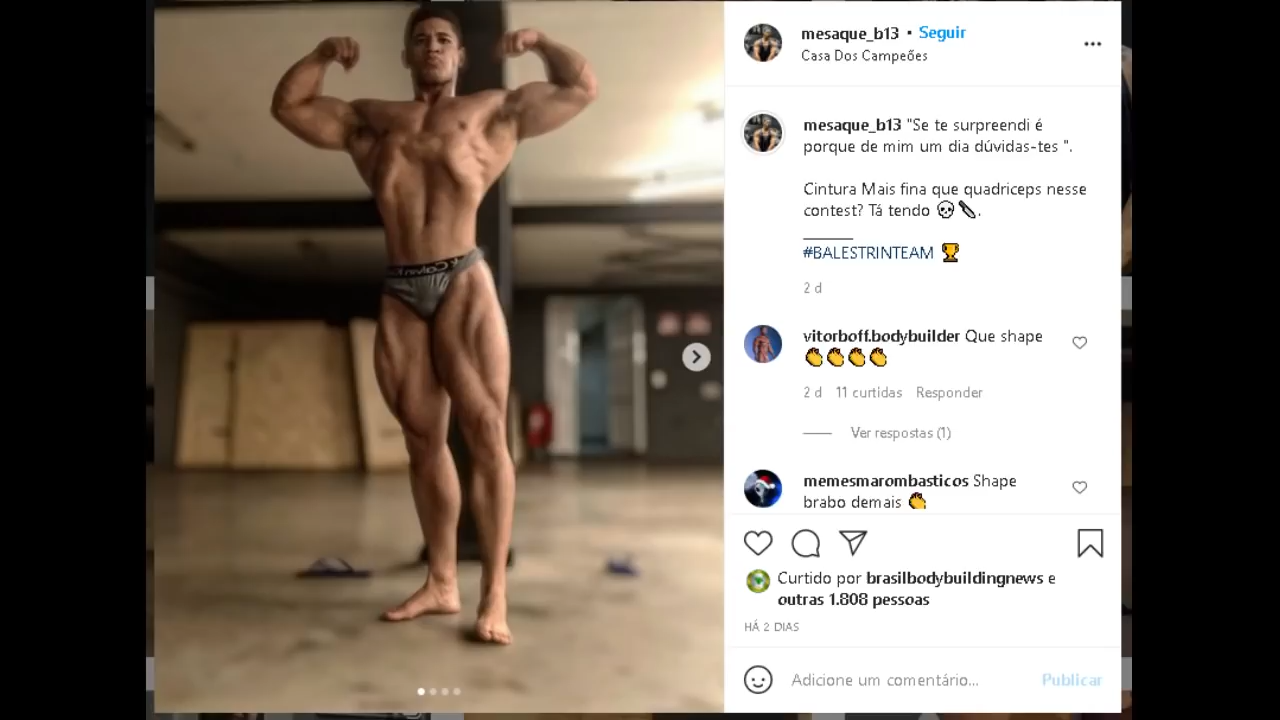 mesaque_b13 • Seguir
Casa Dos Campeões
mesaque_b13 "Se te surpreendi é
porque de mim um dia dúvidas-tes ".
Cintura Mais fina que quadriceps nesse
contest? Tá tendo 💀🔪.
#BALESTRINTEAM 🏆
2 d
vitorboff.bodybuilder Que shape
👏👏👏👏
2 d 11 curtidas Responder
Ver respostas (1)
memesmarombasticos Shape
brabo demais 👏
Curtido por brasilbodybuildingnews e
outras 1.808 pessoas
HÁ 2 DIAS
Adicione um comentário... Publicar